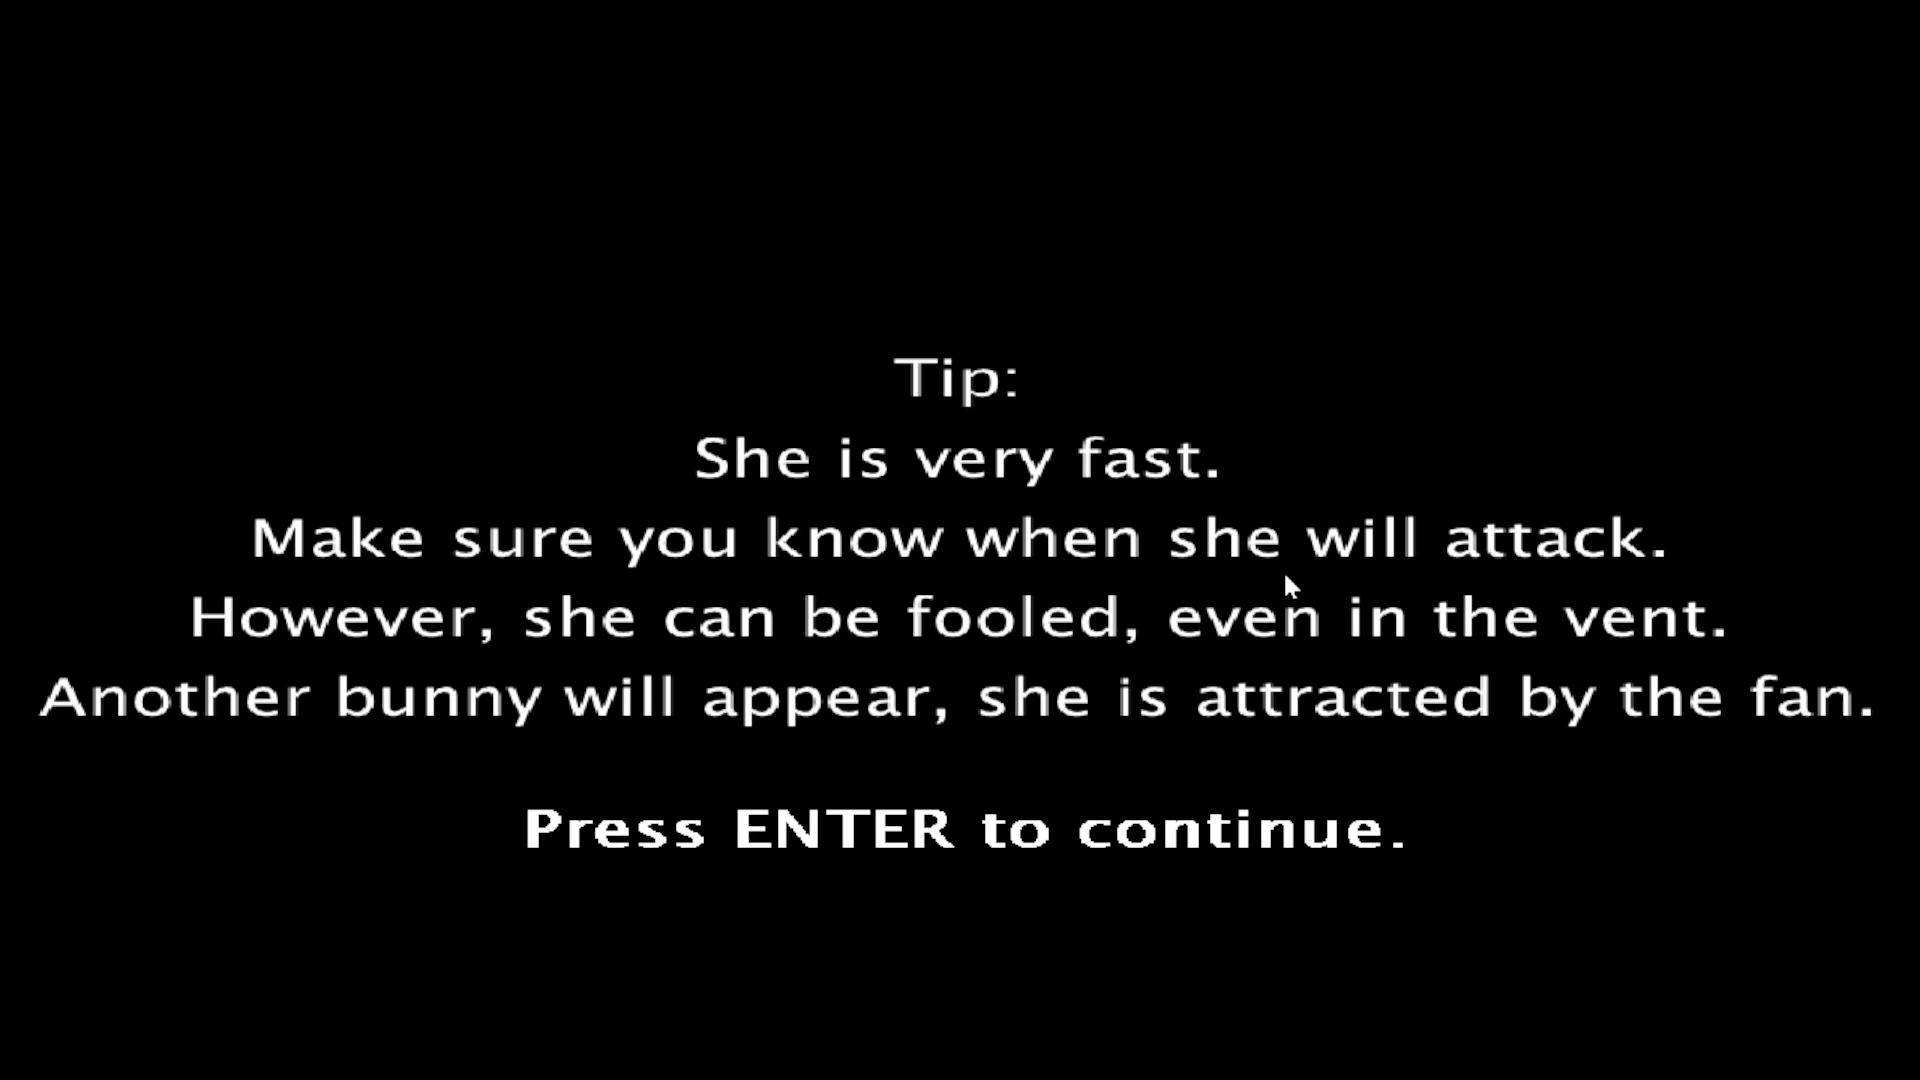 Tip:
She is very fast.
Make sure you know when she will attack.
However, she can be fooled, even in the vent.
Another bunny will appear, she is attracted by the fan.
Press ENTER to continue.